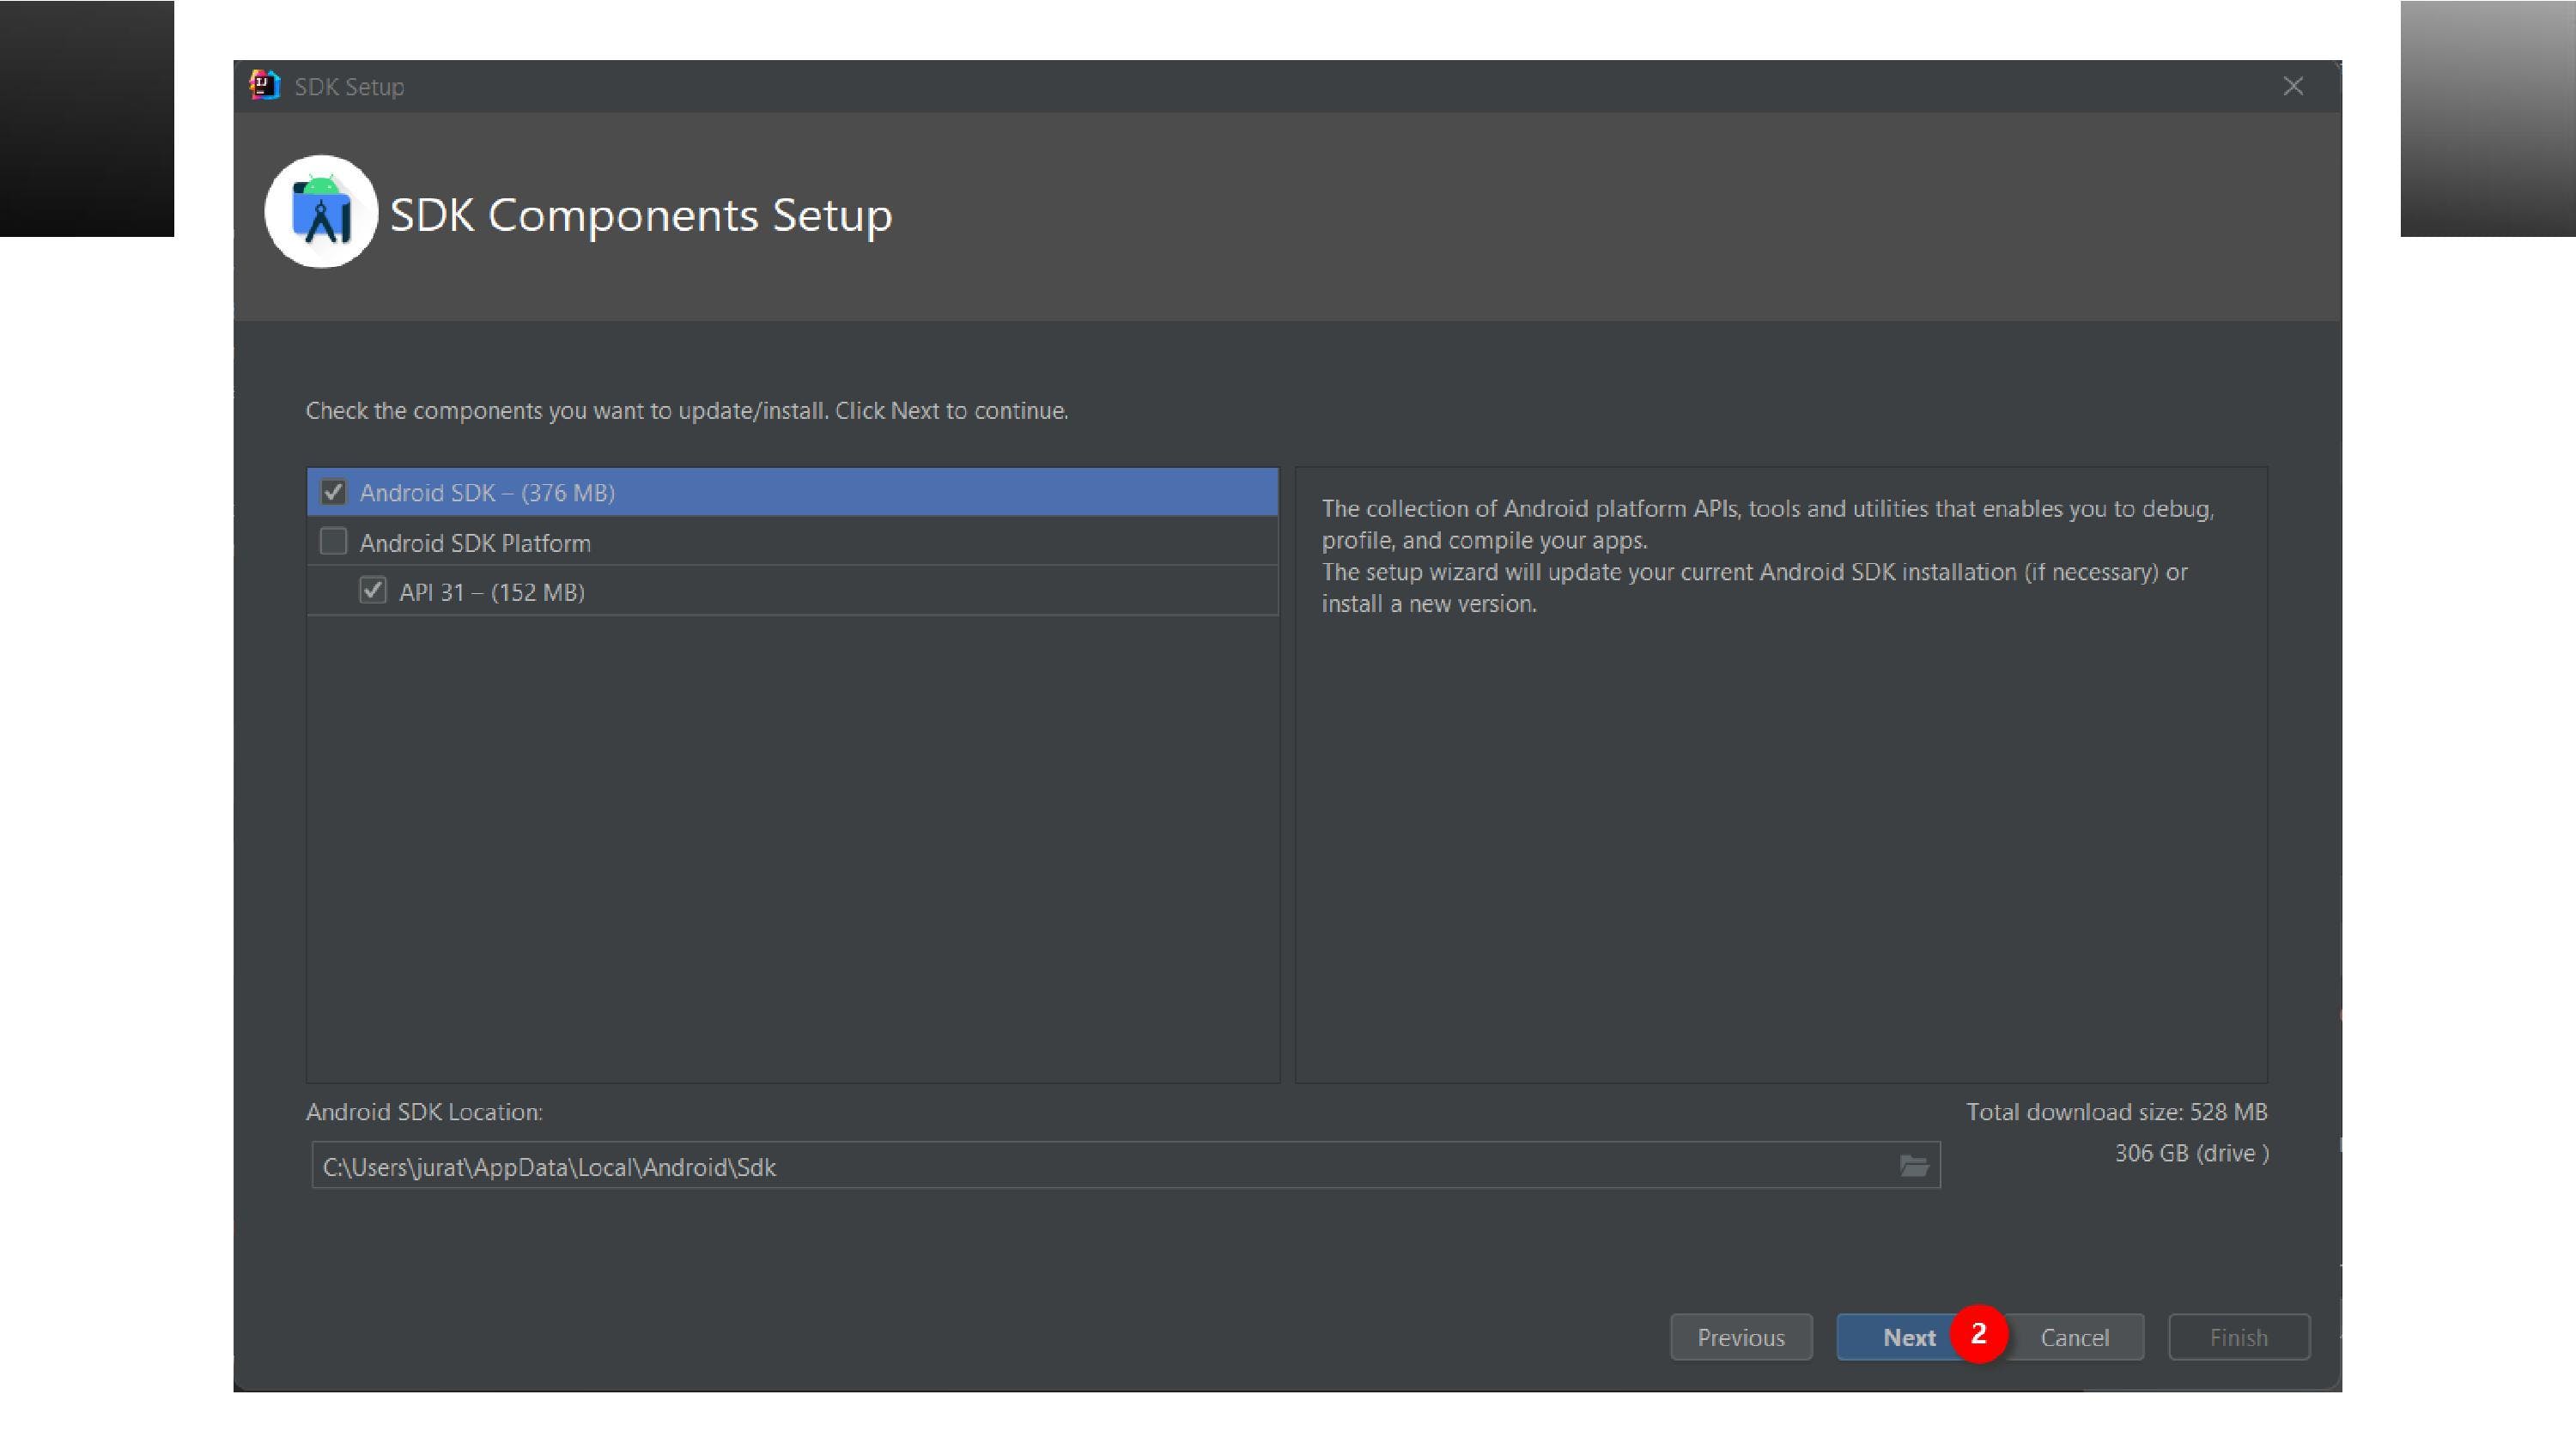 SDK Setup
SDK Components Setup
Check the components you want to update/install. Click Next to continue.
Android SDK – (376 MB)
Android SDK Platform
API 31 – (152 MB)
The collection of Android platform APIs, tools and utilities that enables you to debug,
profile, and compile your apps.
The setup wizard will update your current Android SDK installation (if necessary) or
install a new version.
Android SDK Location:
Total download size: 528 MB
C:\Users\jurat\AppData\Local\Android\Sdk
306 GB (drive )
Previous
Next
2
Cancel
Finish